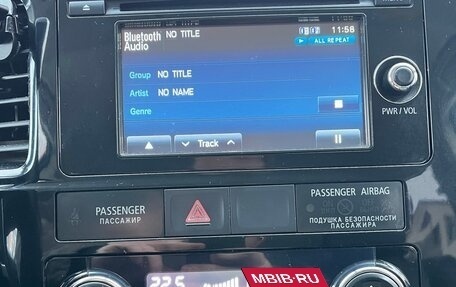 Bluetooth NO TITLE
Audio
11:58
ALL REPEAT
Group NO TITLE
Artist NO NAME
Genre
Track
PWR / VOL
PASSENGER
ПАССАЖИР
PASSENGER AIRBAG
ПОДУШКА БЕЗОПАСНОСТИ
ПАССАЖИРА
22.5
MBIB.RU